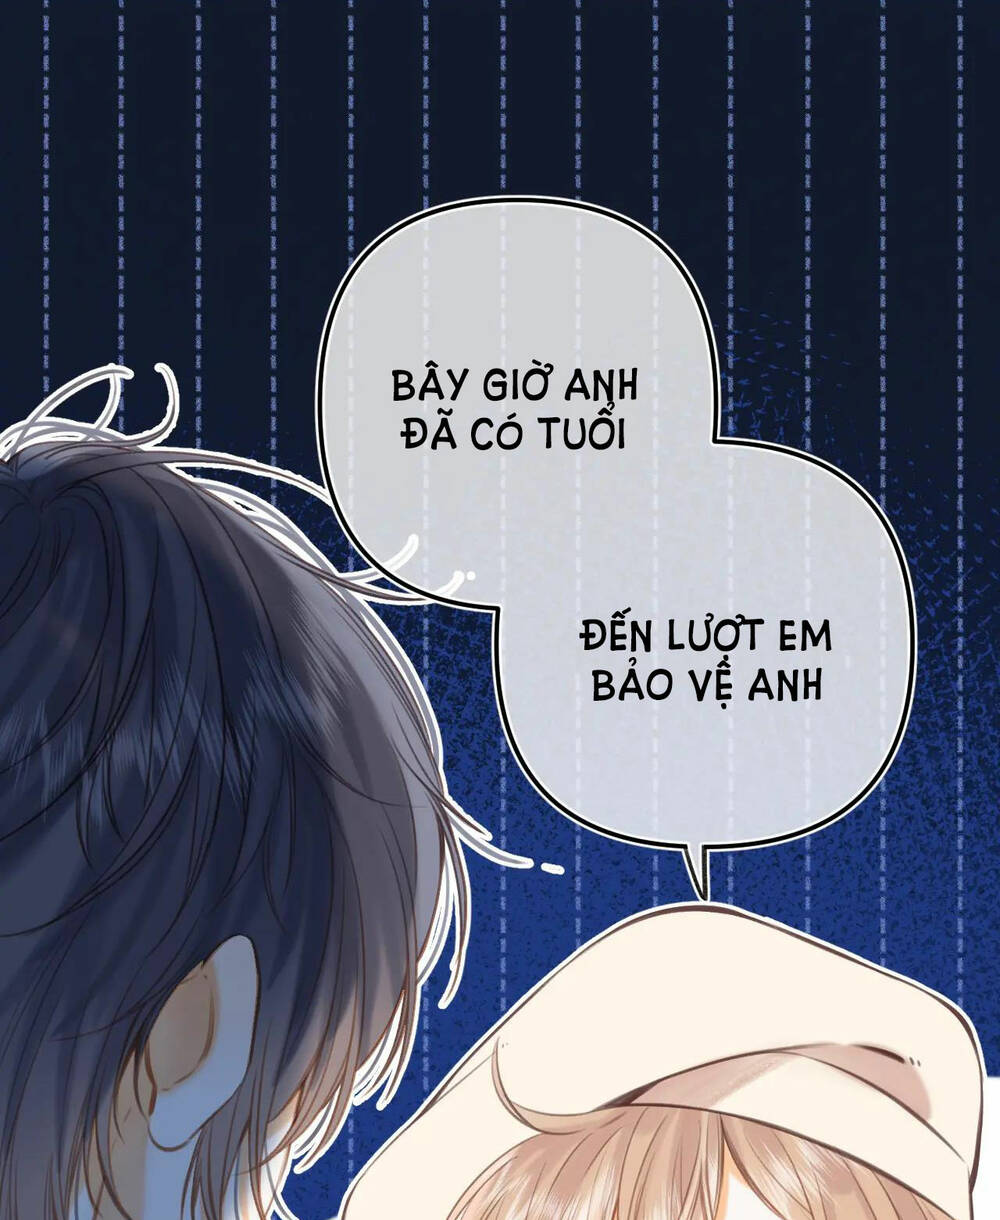 BÂY GIỜ ANH
ĐÃ CÓ TUỔI
ĐẾN LƯỢT EM
BẢO VỆ ANH